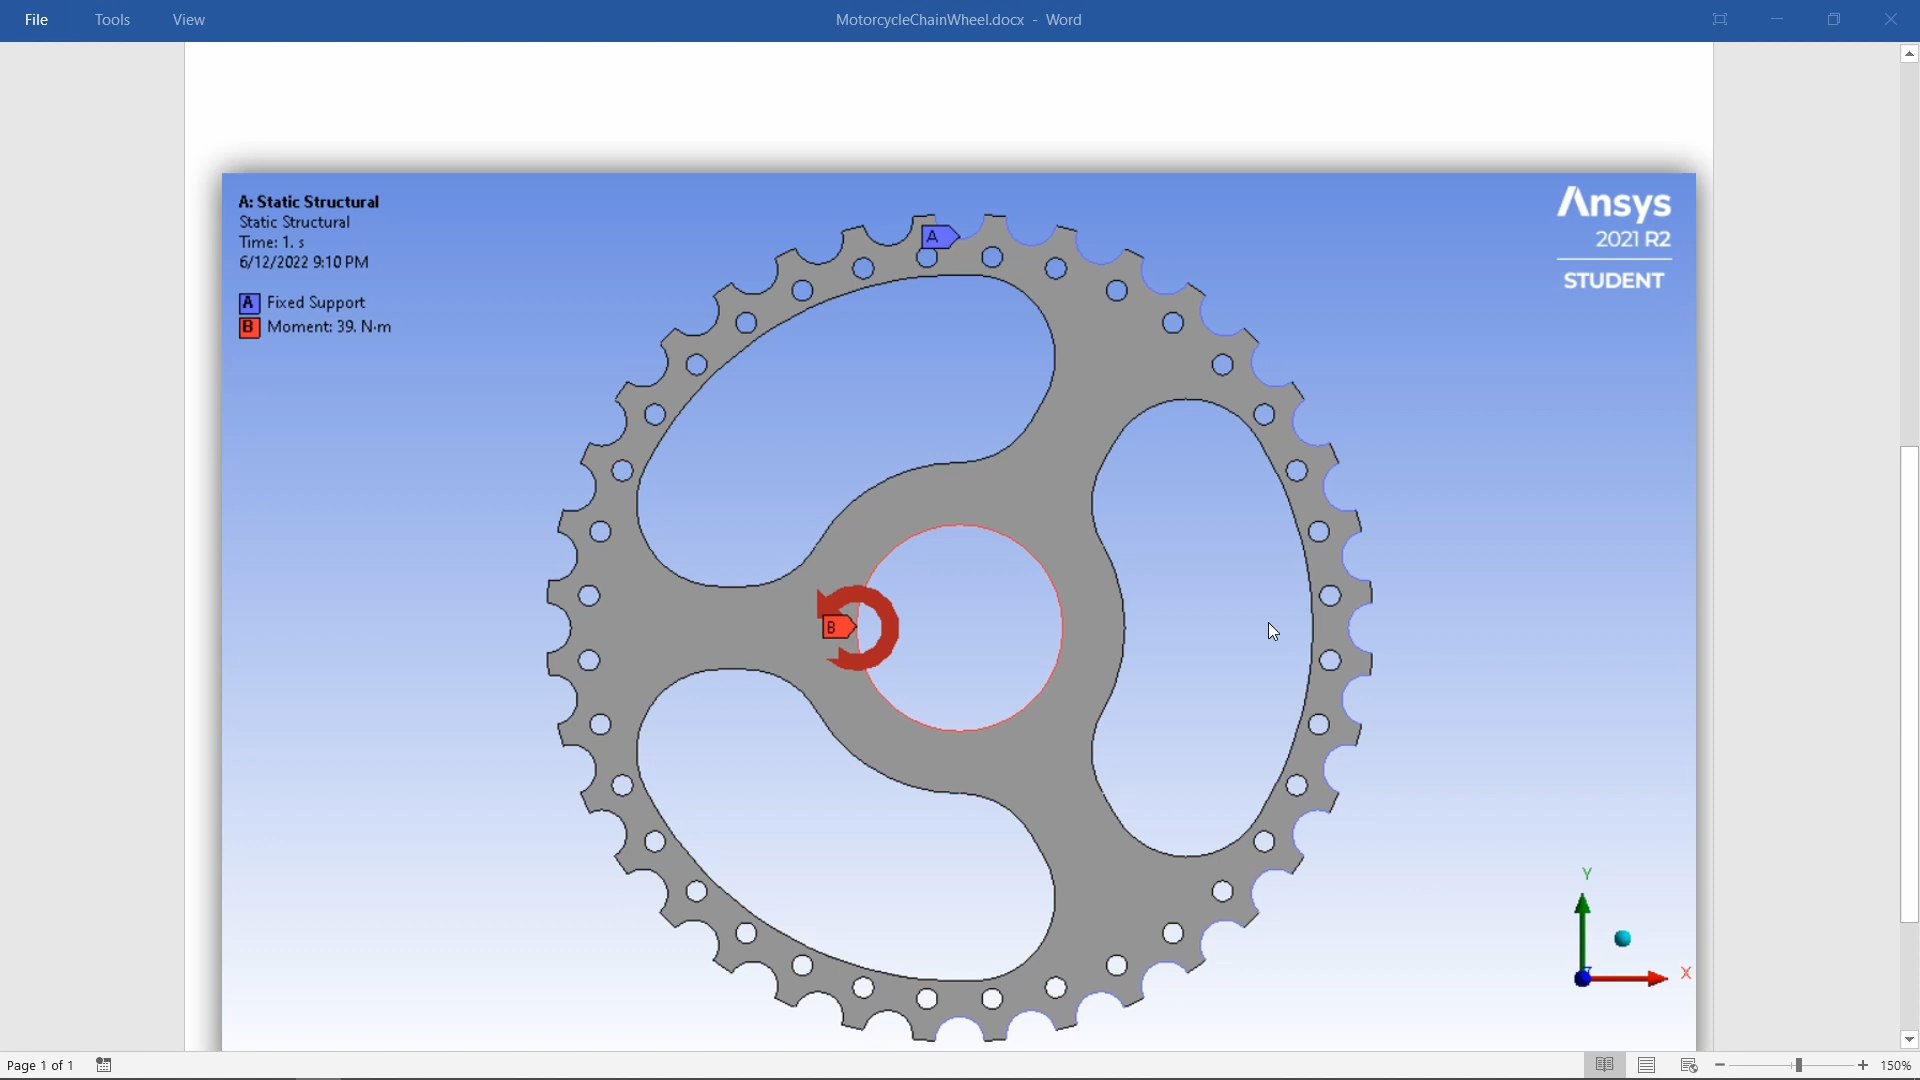 File Tools View MotorcycleChainWheel.docx - Word
A: Static Structural
Static Structural
Time: 1. s
6/12/2022 9:10 PM
A Fixed Support
B Moment: 39. N·m
Ansys
2021 R2
STUDENT
A
B
Y
X
Page 1 of 1 150%